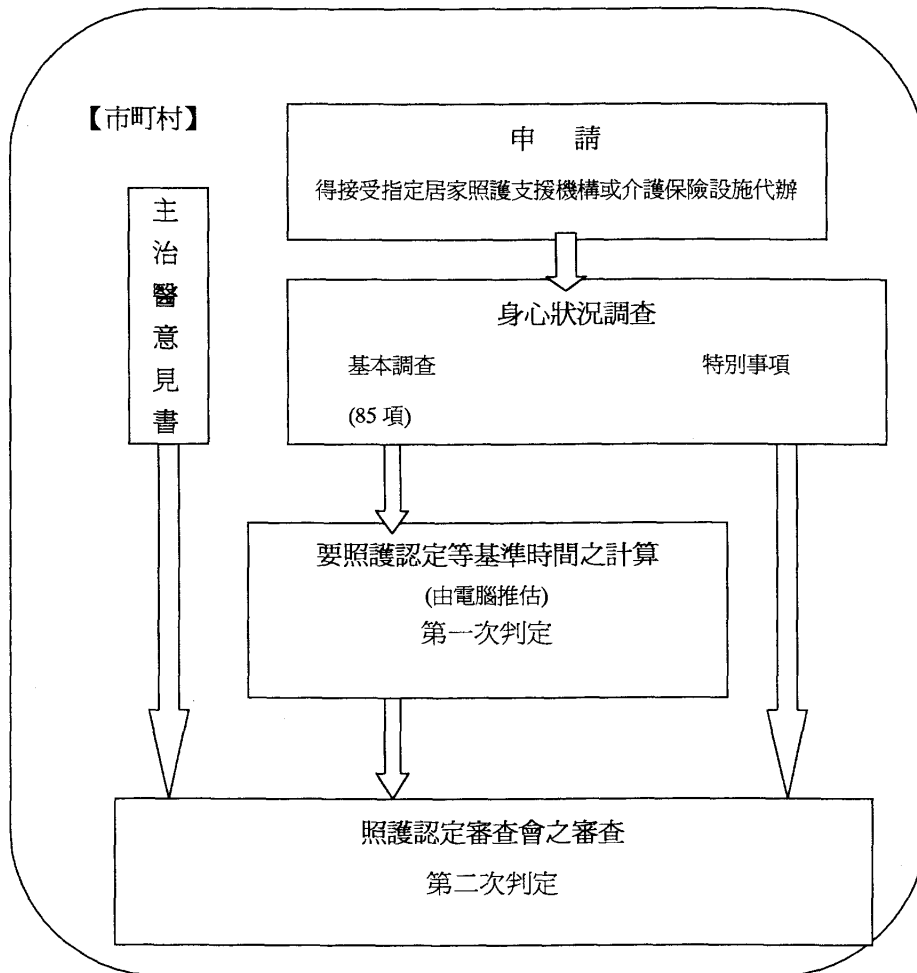 【市町村】
申 請
得接受指定居家照護支援機構或介護保險設施代辦
主治醫意見書
身心狀況調查
基本調查 特別事項
(85 項)
要照護認定等基準時間之計算
(由電腦推估)
第一次判定
照護認定審查會之審查
第二次判定